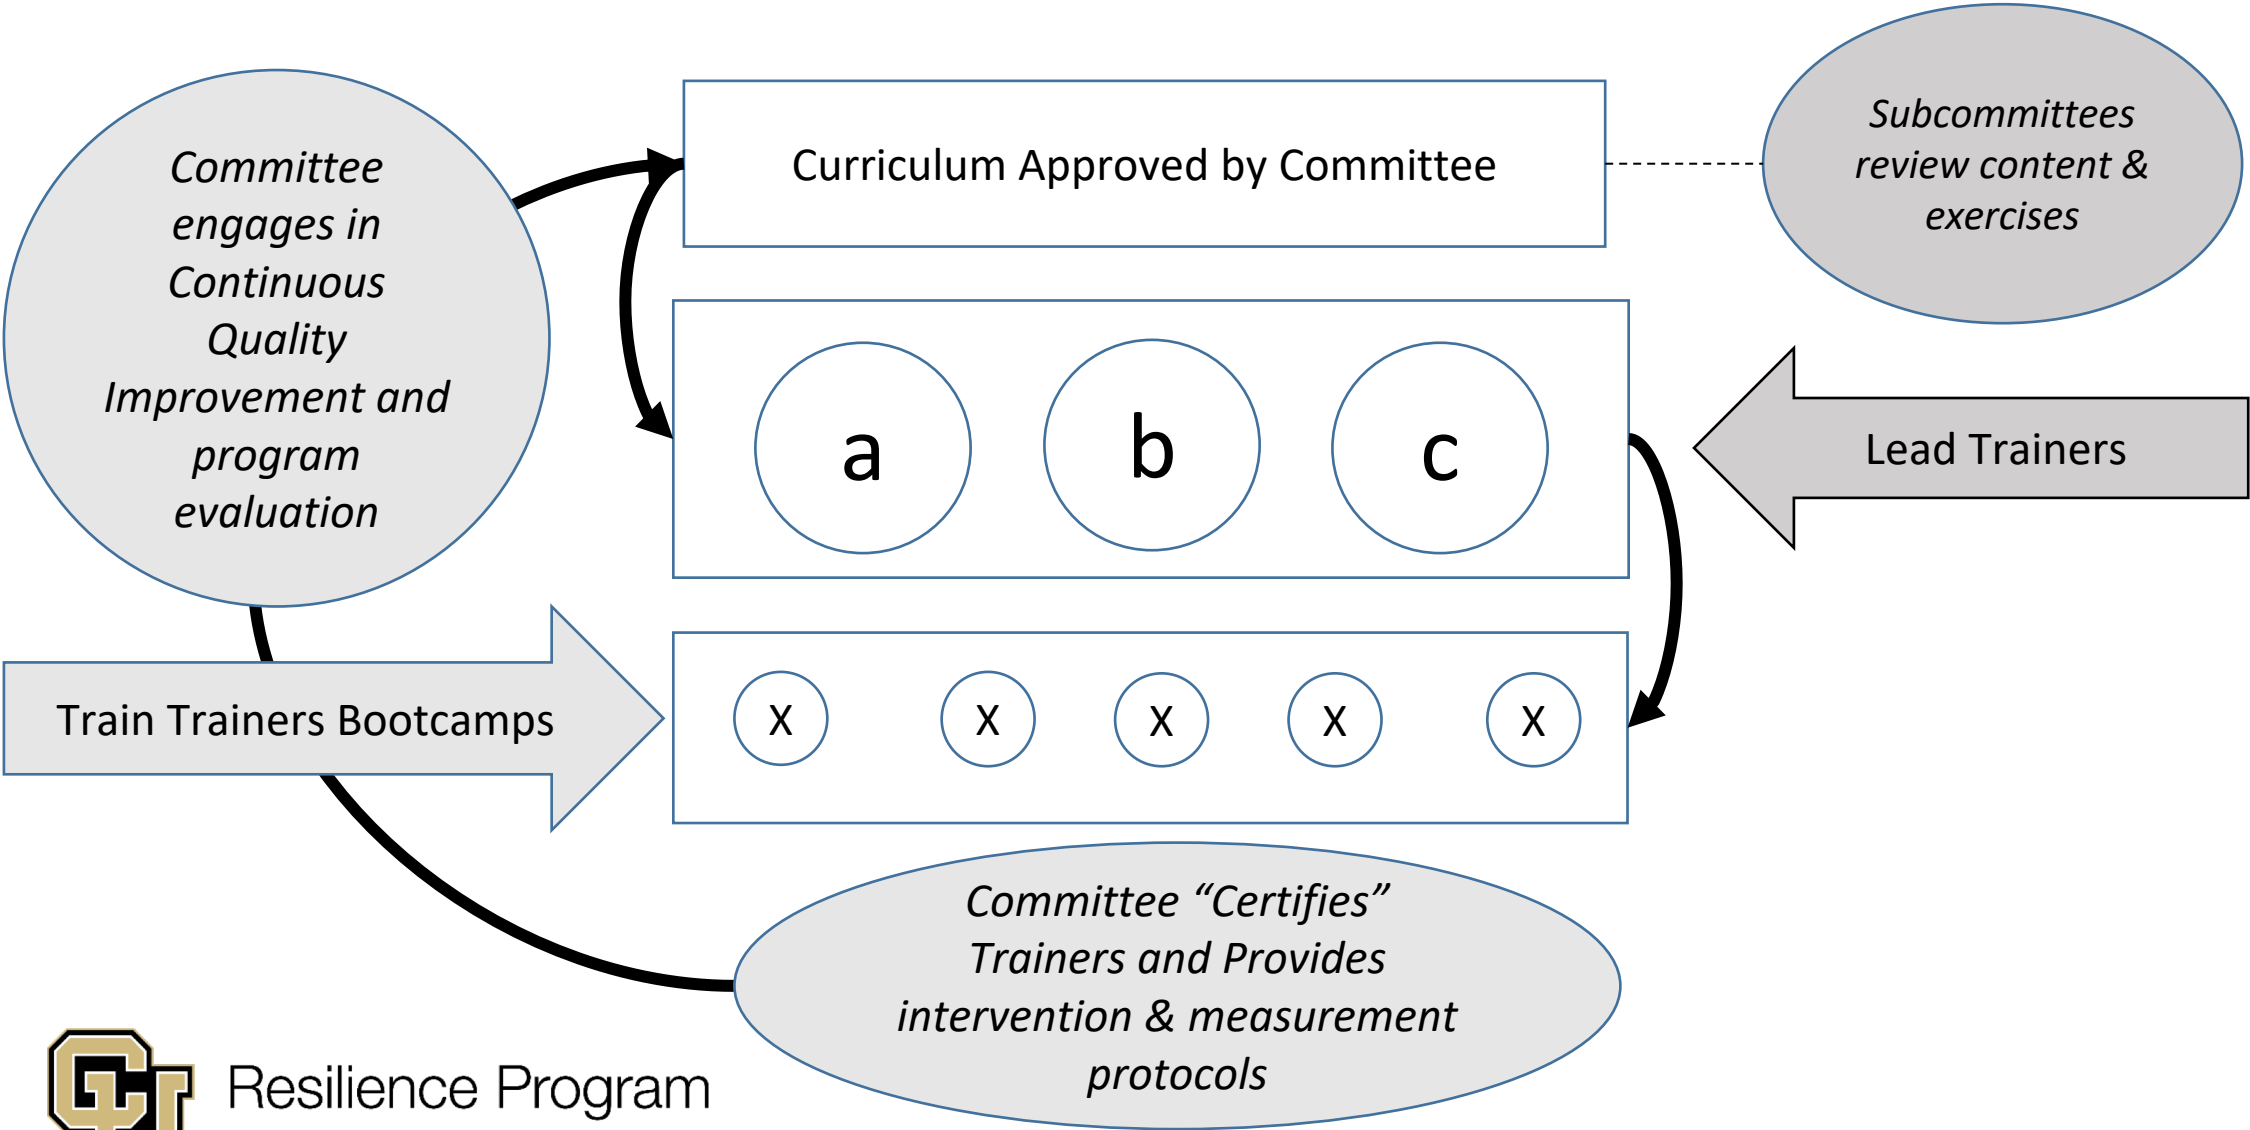 Committee
engages in
Continuous
Quality
Improvement and
program
evaluation
Curriculum Approved by Committee
Subcommittees
review content &
exercises
a
b
c
Lead Trainers
Train Trainers Bootcamps
X
X
X
X
X
Committee “Certifies”
Trainers and Provides
intervention & measurement
protocols
CU
Resilience Program